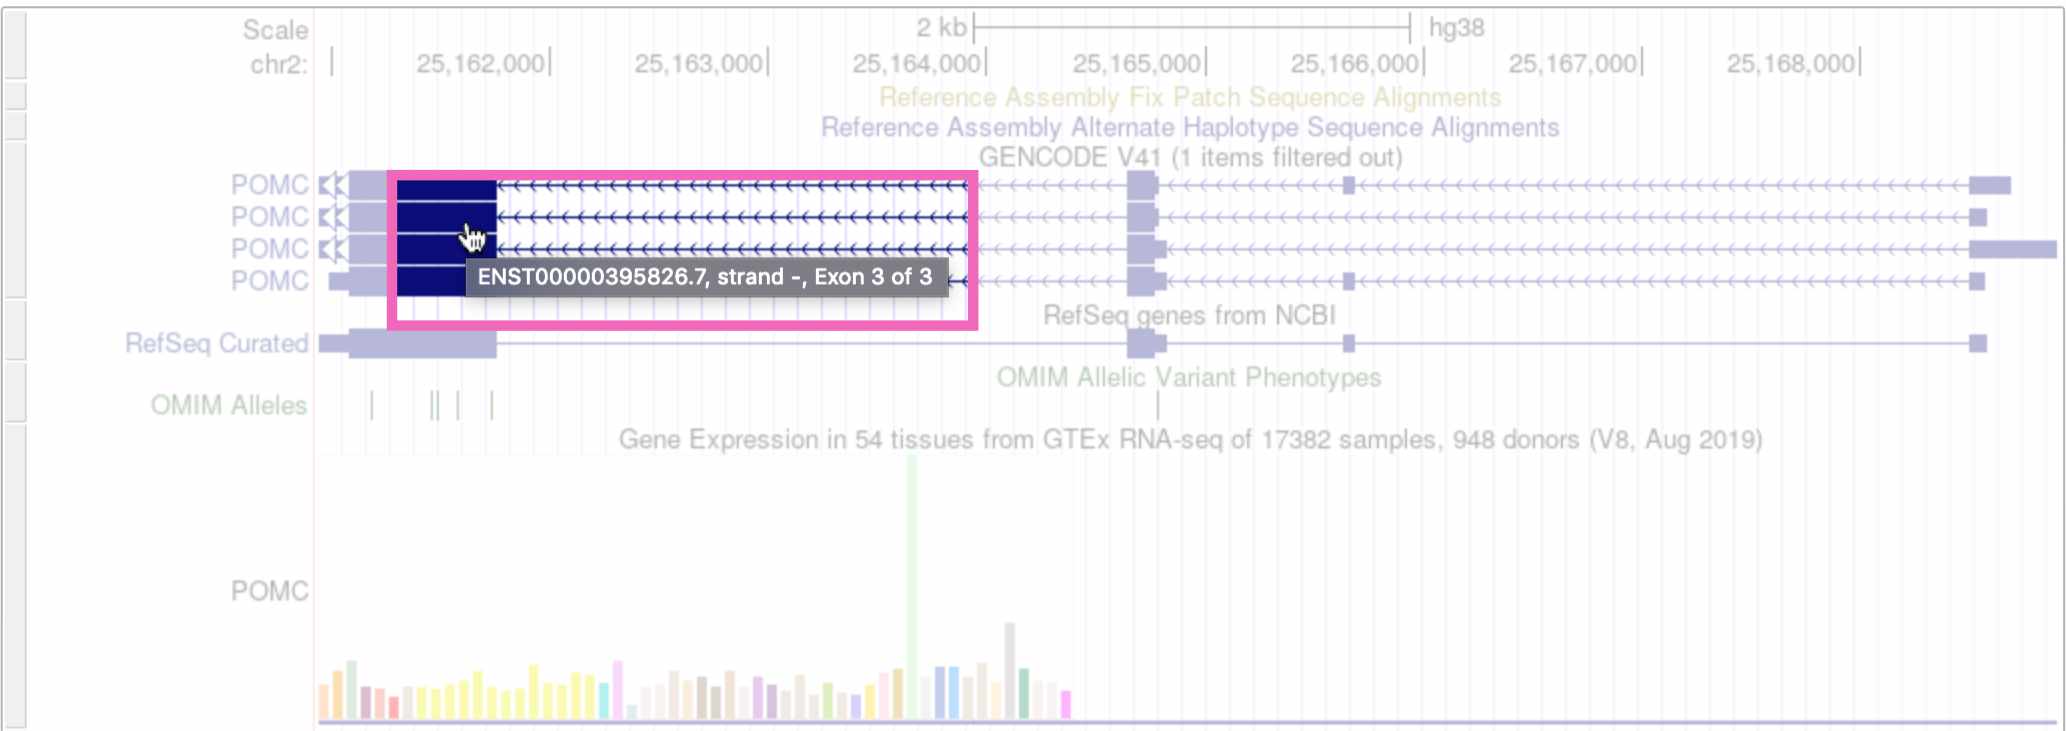 Scale 2 kb hg38
chr2: 25,162,000 25,163,000 25,164,000 25,165,000 25,166,000 25,167,000 25,168,000
Reference Assembly Fix Patch Sequence Alignments
Reference Assembly Alternate Haplotype Sequence Alignments
GENCODE V41 (1 items filtered out)
POMC
POMC
POMC
POMC
ENST00000395826.7, strand -, Exon 3 of 3
RefSeq genes from NCBI
RefSeq Curated
OMIM Allelic Variant Phenotypes
OMIM Alleles
Gene Expression in 54 tissues from GTEx RNA-seq of 17382 samples, 948 donors (V8, Aug 2019)
POMC